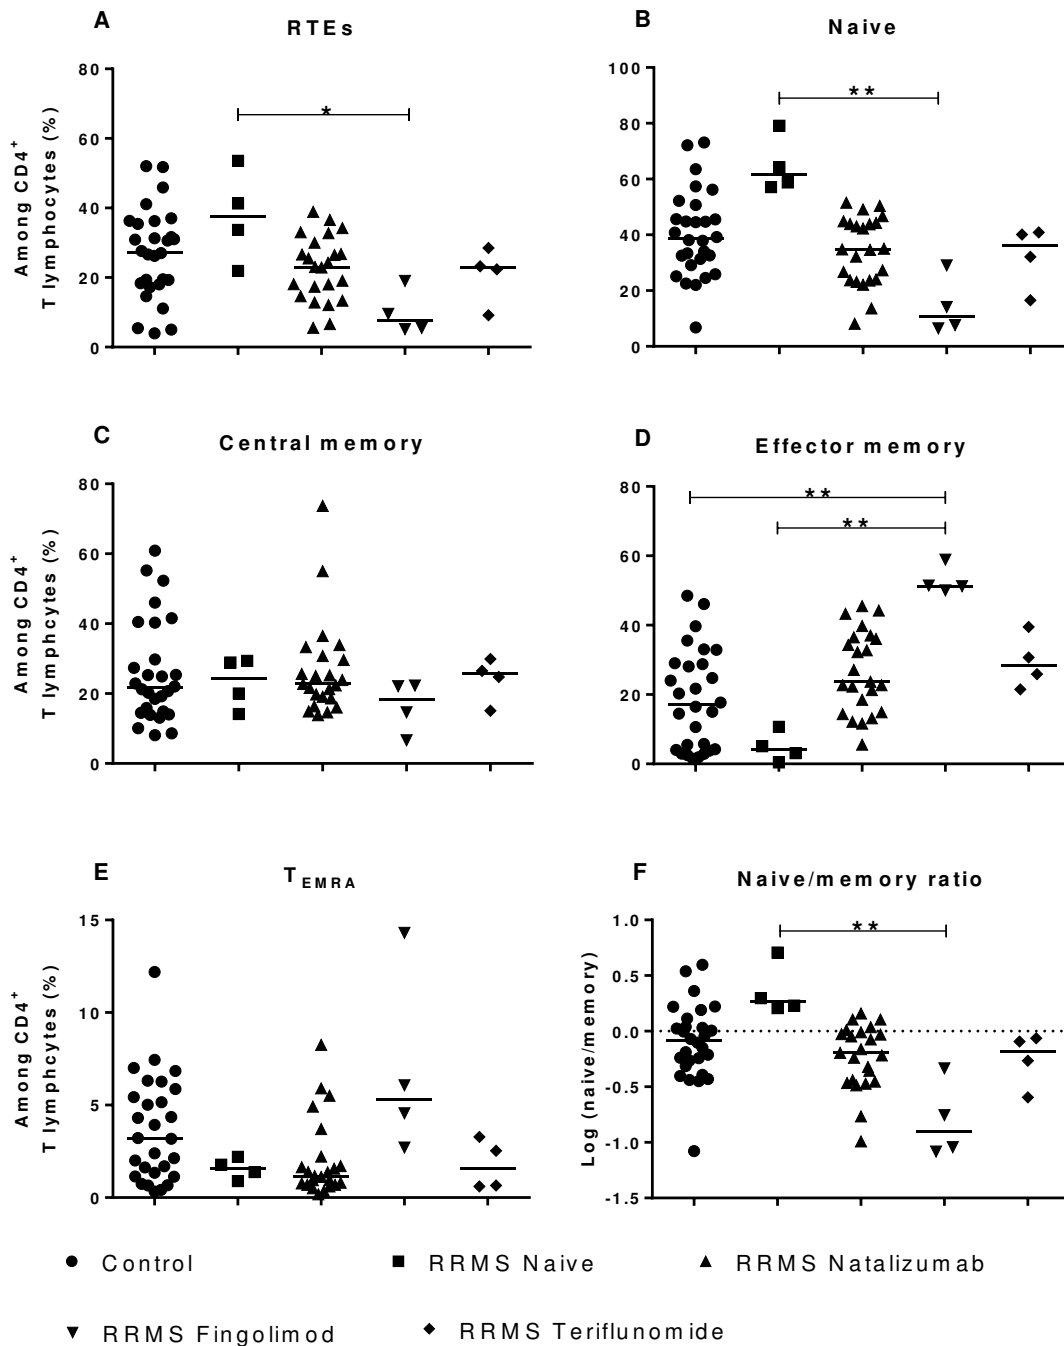 A
RTEs
Among CD4+
T lymphocytes (%)
80
60
40
20
0
*
B
Naive
100
80
60
40
20
0
**
C
Central memory
Among CD4+
T lymphcytes (%)
80
60
40
20
0
D
Effector memory
80
60
40
20
0
**
**
E
TEMRA
Among CD4+
T lymphcytes (%)
15
10
5
0
F
Naive/memory ratio
Log (naive/memory)
1.0
0.5
0.0
-0.5
-1.0
-1.5
**
Control
RRMS Naive
RRMS Natalizumab
RRMS Fingolimod
RRMS Teriflunomide